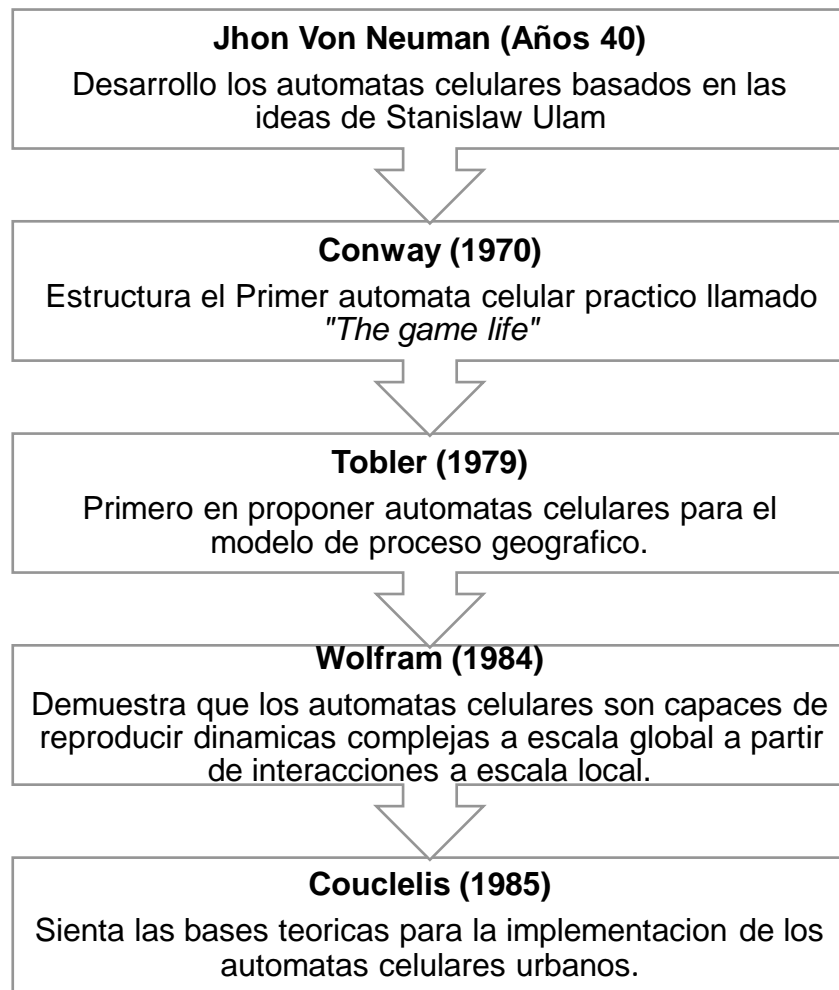 Jhon Von Neuman (Años 40)
Desarrollo los automatas celulares basados en las
ideas de Stanislaw Ulam
Conway (1970)
Estructura el Primer automata celular practico llamado
"The game life"
Tobler (1979)
Primero en proponer automatas celulares para el
modelo de proceso geografico.
Wolfram (1984)
Demuestra que los automatas celulares son capaces de
reproducir dinamicas complejas a escala global a partir
de interacciones a escala local.
Couclelis (1985)
Sienta las bases teoricas para la implementacion de los
automatas celulares urbanos.